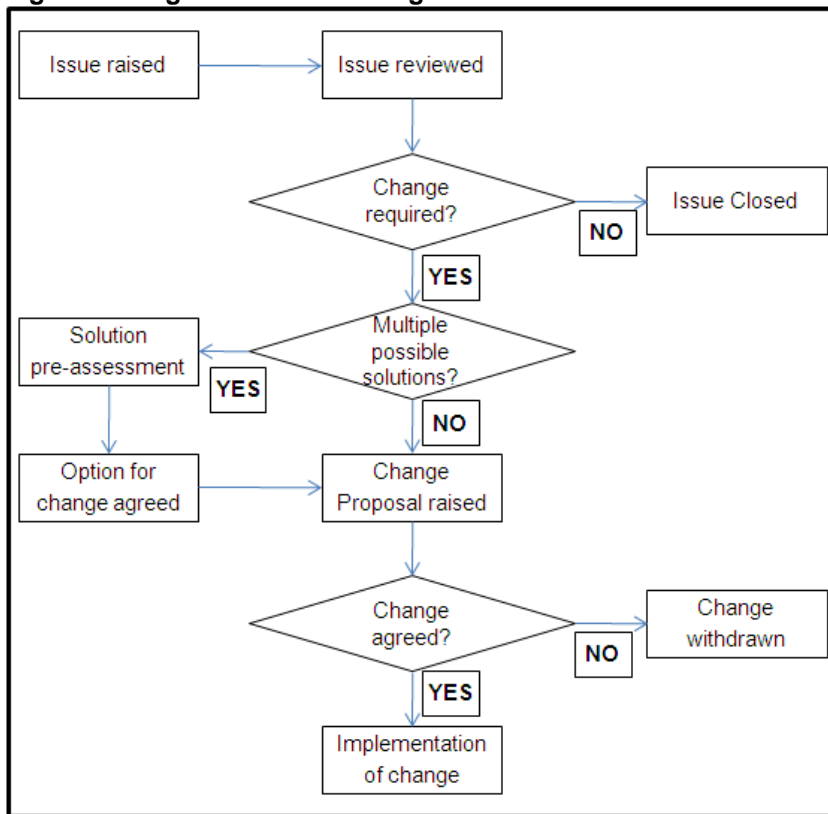 Issue raised
Issue reviewed
Change
required?
NO
Issue Closed
YES
Solution
pre-assessment
YES
Multiple
possible
solutions?
NO
Option for
change agreed
Change
Proposal raised
Change
agreed?
NO
Change
withdrawn
YES
Implementation
of change